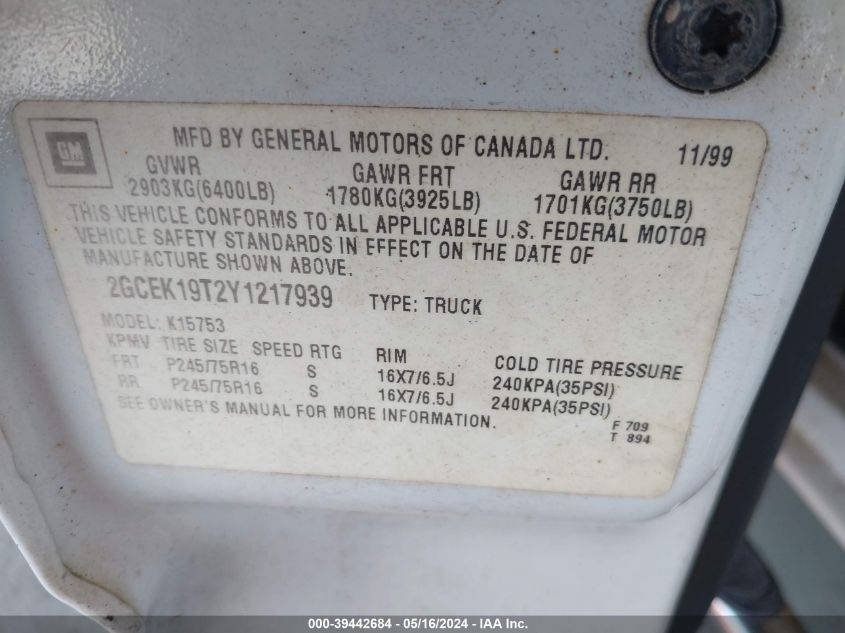 GM
MFD BY GENERAL MOTORS OF CANADA LTD. 11/99
GVWR GAWR FRT GAWR RR
2903KG(6400LB) 1780KG(3925LB) 1701KG(3750LB)
THIS VEHICLE CONFORMS TO ALL APPLICABLE U.S. FEDERAL MOTOR
VEHICLE SAFETY STANDARDS IN EFFECT ON THE DATE OF
MANUFACTURE SHOWN ABOVE.
2GCEK19T2Y1217939 TYPE: TRUCK
MODEL: K15753
KPMV TIRE SIZE SPEED RTG RIM COLD TIRE PRESSURE
FRT P245/75R16 S 16X7/6.5J 240KPA(35PSI)
RR P245/75R16 S 16X7/6.5J 240KPA(35PSI)
SEE OWNER'S MANUAL FOR MORE INFORMATION.
F 709
T 894
000-39442684 - 05/16/2024 - IAA Inc.